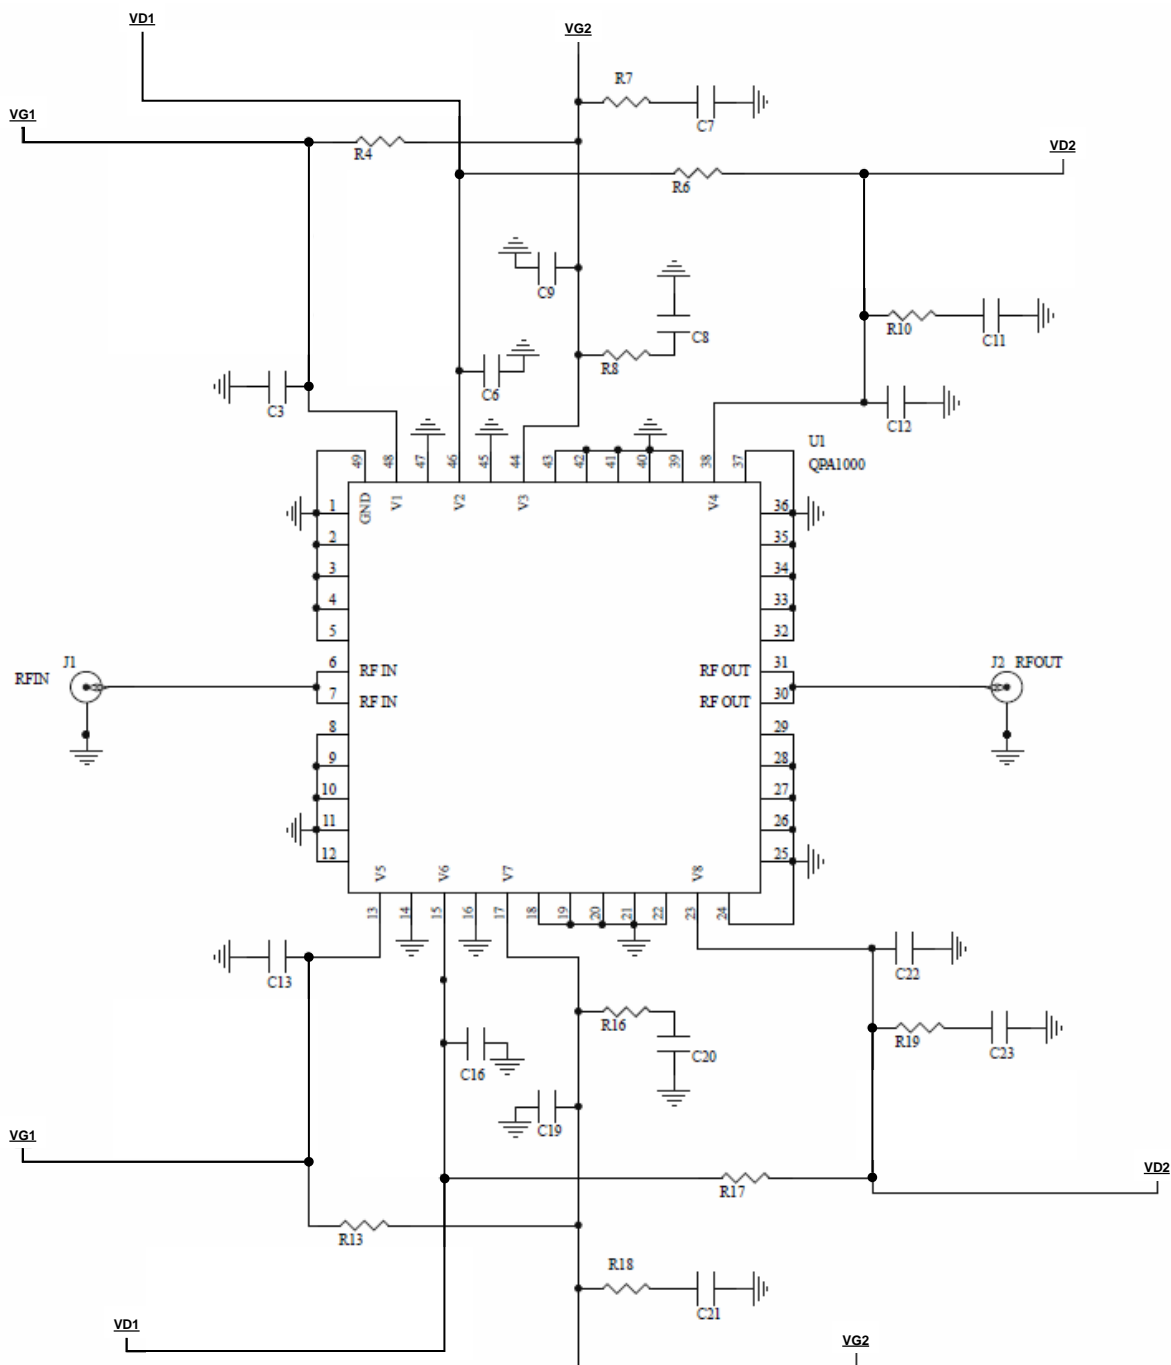 VD1
VG2
R7
VG1
C7
R4
VD2
R6
C9
C8
R10
C11
R8
C6
C3
C12
U1
QPA1000
49 48 47 46 45 44 43 42 41 40 39 38 37
GND V1 V2 V3 V4
1 36
2 35
3 34
4 33
5 32
6 RF IN RF OUT 31
J1 J2 RFOUT
RFIN
7 RF IN RF OUT 30
8 29
9 28
10 27
11 26
12 25
V5 V6 V7 V8
13 14 15 16 17 18 19 20 21 22 23 24
C13
C22
R16
C20
R19
C23
C16
C19
VG1
VD2
R17
R13
R18
C21
VD1
VG2